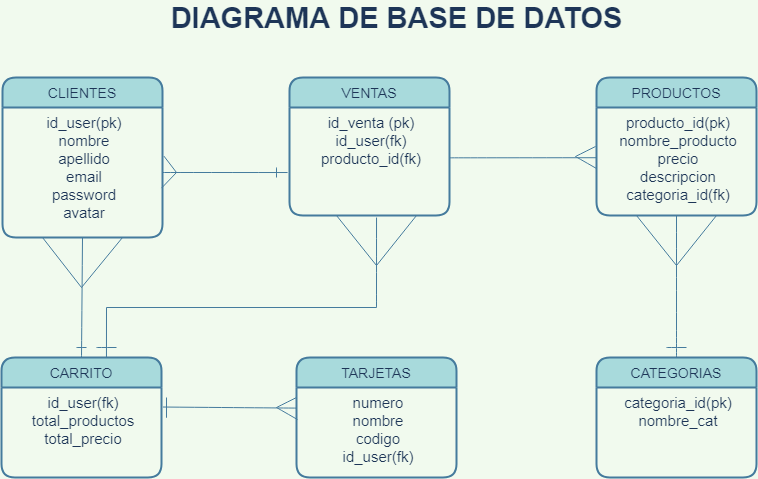 DIAGRAMA DE BASE DE DATOS
CLIENTES
id_user(pk)
nombre
apellido
email
password
avatar
VENTAS
id_venta (pk)
id_user(fk)
producto_id(fk)
PRODUCTOS
producto_id(pk)
nombre_producto
precio
descripcion
categoria_id(fk)
CARRITO
id_user(fk)
total_productos
total_precio
TARJETAS
numero
nombre
codigo
id_user(fk)
CATEGORIAS
categoria_id(pk)
nombre_cat